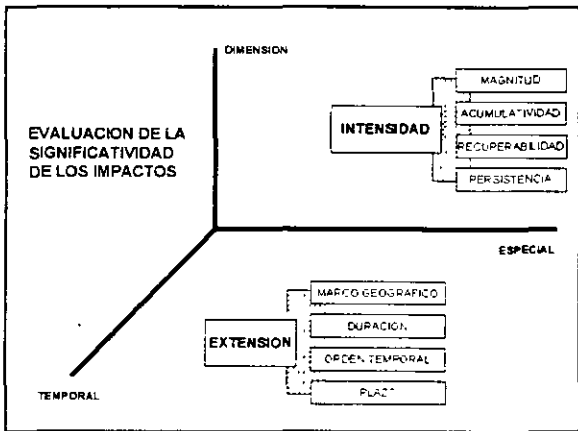 DIMENSION
EVALUACION DE LA
SIGNIFICATIVIDAD
DE LOS IMPACTOS
INTENSIDAD
MAGNITUD
ACUMULATIVIDAD
RECUPERABILIDAD
PERSISTENCIA
ESPECIAL
EXTENSION
MARCO GEOGRAFICO
DURACION
ORDEN TEMPORAL
PLAZO
TEMPORAL